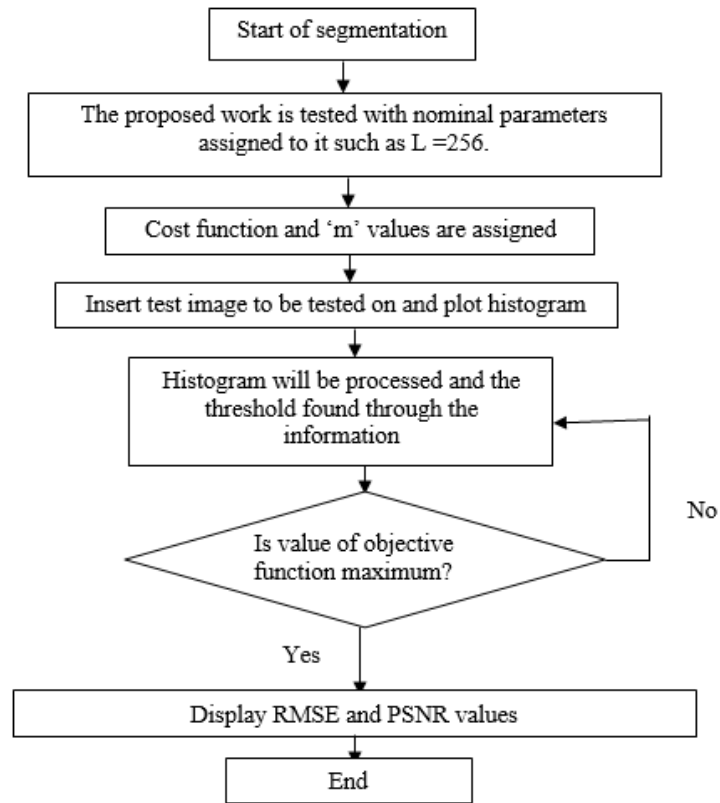 Start of segmentation
The proposed work is tested with nominal parameters
assigned to it such as L =256.
Cost function and ‘m’ values are assigned
Insert test image to be tested on and plot histogram
Histogram will be processed and the
threshold found through the
information
Is value of objective
function maximum?
No
Yes
Display RMSE and PSNR values
End